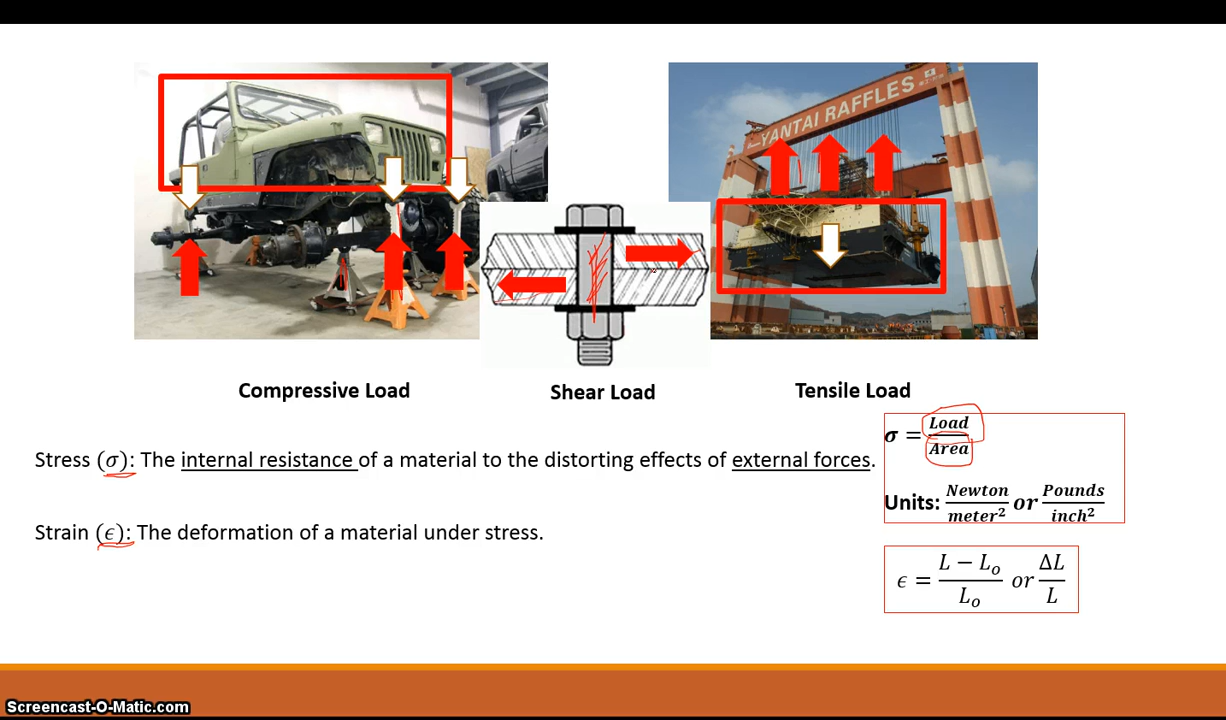 YANTAI RAFFLES
Compressive Load
Shear Load
Tensile Load
Stress (σ): The internal resistance of a material to the distorting effects of external forces.
σ = Load / Area
Units: Newton / meter² or Pounds / inch²
Strain (ϵ): The deformation of a material under stress.
ϵ = L − Lₒ / Lₒ or ΔL / L
Screencast-O-Matic.com